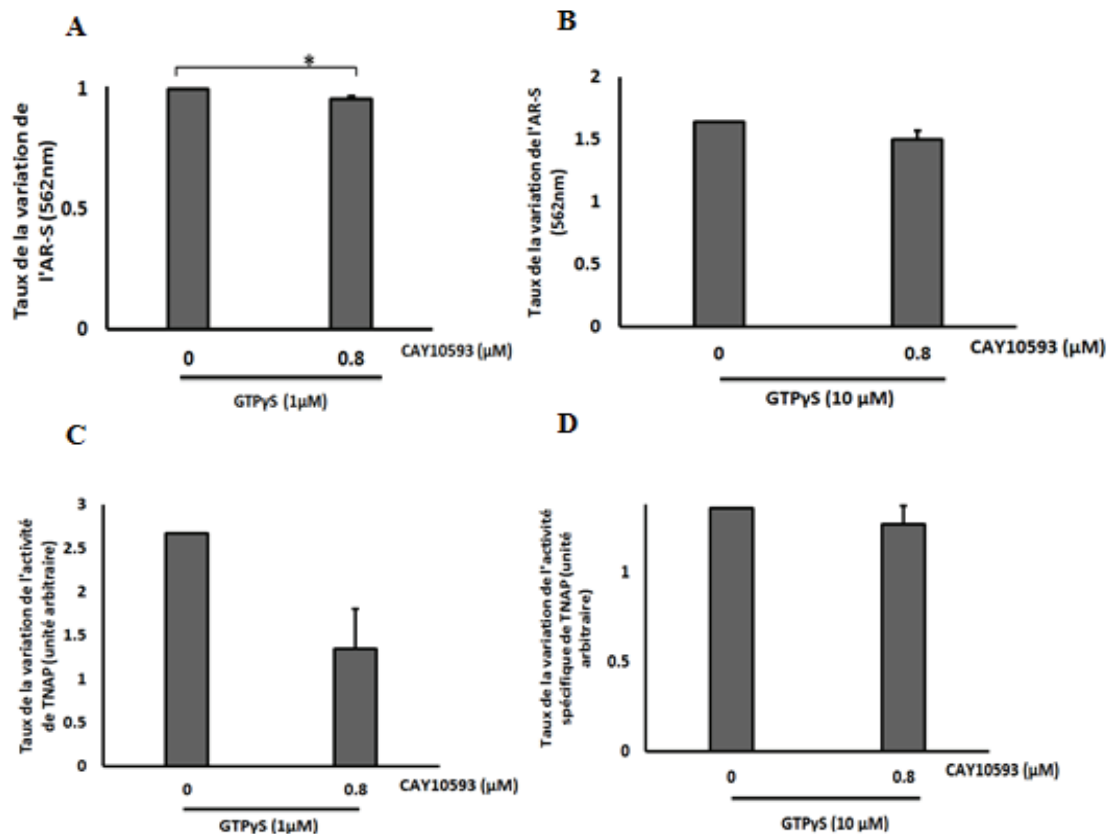 A
*
1
0.5
0
Taux de la variation de
l'AR-S (562nm)
0
0.8
CAY10593 (µM)
GTPγS (1µM)
B
2
1.5
1
0.5
0
Taux de la variation de l'AR-S
(562nm)
0
0.8
CAY10593 (µM)
GTPγS (10 µM)
C
3
2.5
2
1.5
1
0.5
0
Taux de la variation de l'activité
de TNAP (unité arbitraire)
0
0.8
CAY10593 (µM)
GTPγS (1µM)
D
1
0.5
0
Taux de la variation de l'activité
spécifique de TNAP (unité
arbitraire)
0
0.8
CAY10593 (µM)
GTPγS (10 µM)